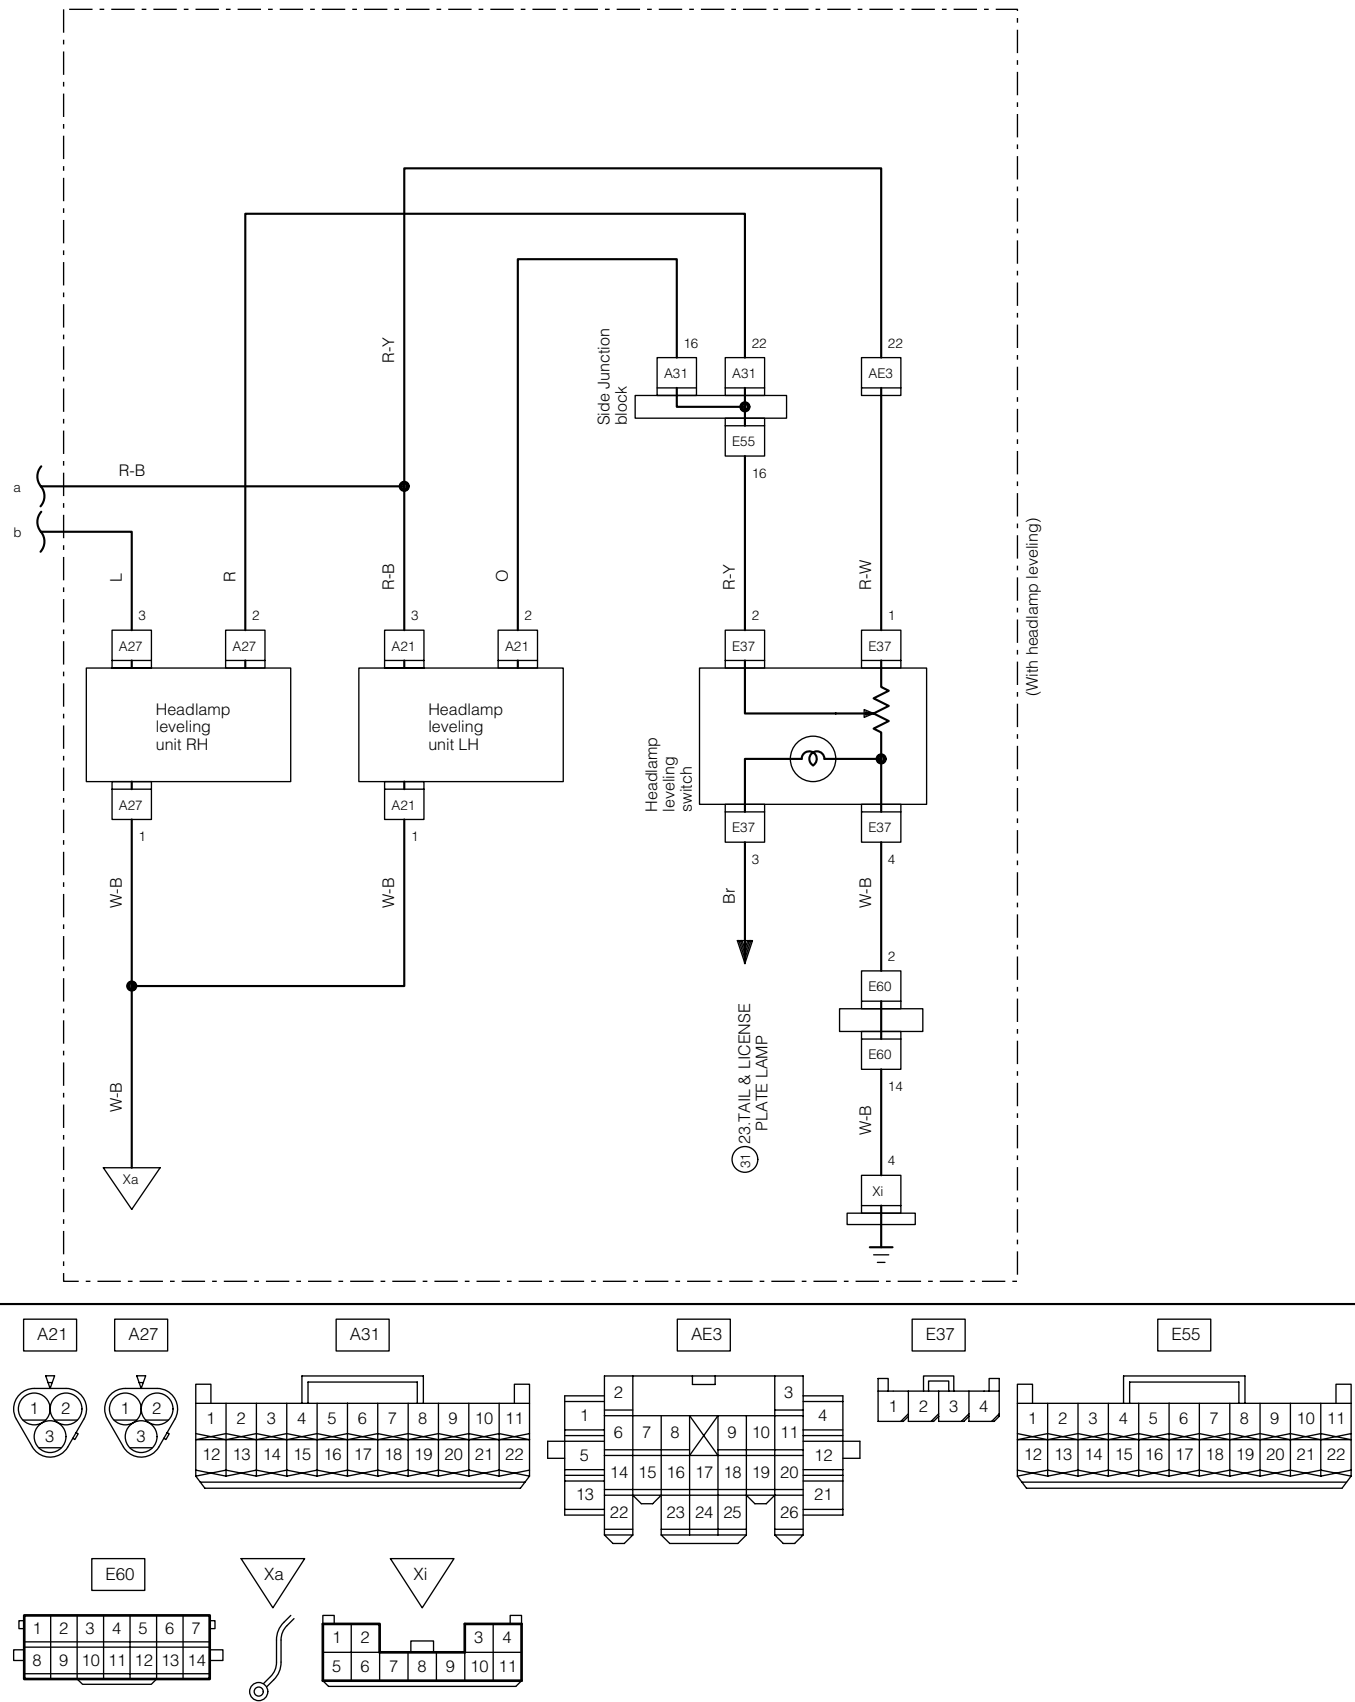 R-Y
16
22
22
Side Junction
block
A31
A31
AE3
E55
16
a
R-B
b
(With headlamp leveling)
L
R
R-B
O
R-Y
R-W
3
2
3
2
2
1
A27
A27
A21
A21
E37
E37
Headlamp
leveling
unit RH
Headlamp
leveling
unit LH
Headlamp
leveling
switch
A27
A21
E37
E37
1
1
3
4
W-B
W-B
Br
W-B
2
E60
E60
14
W-B
W-B
31 23.TAIL & LICENSE
PLATE LAMP
4
Xa
Xi
A21
A27
A31
AE3
E37
E55
1 2
3
1 2
3
1 2 3 4 5 6 7 8 9 10 11
12 13 14 15 16 17 18 19 20 21 22
2 3
1 4
6 7 8 9 10 11
5 12
14 15 16 17 18 19 20
13 21
22 23 24 25 26
1 2 3 4
1 2 3 4 5 6 7 8 9 10 11
12 13 14 15 16 17 18 19 20 21 22
E60
Xa
Xi
1 2 3 4 5 6 7
8 9 10 11 12 13 14
1 2 3 4
5 6 7 8 9 10 11